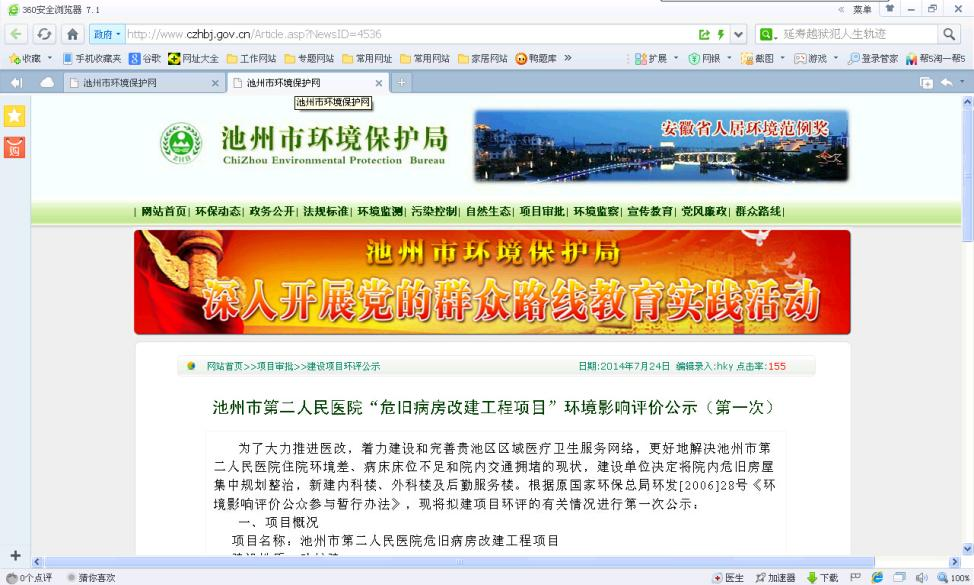 360安全浏览器 7.1
« 菜单
政府 http://www.czhbj.gov.cn/Article.asp?NewsID=4536 延寿越狱犯人生轨迹
收藏 手机收藏夹 谷歌 网址大全 工作网站 专题网站 常用网址 常用网站 家居网站 鸭题库 » 扩展 网银 截图 游戏 登录管家 帮5淘一帮5
池州市环境保护网 池州市环境保护网
池州市环境保护网
池州市环境保护局
ChiZhou Environmental Protection Bureau
安徽省人居环境范例奖
| 网站首页| 环保动态| 政务公开| 法规标准| 环境监测| 污染控制| 自然生态| 项目审批| 环境监察| 宣传教育| 党风廉政| 群众路线|
池州市环境保护局
深入开展党的群众路线教育实践活动
网站首页>>项目审批>>建设项目环评公示 日期:2014年7月24日 编辑录入:hky 点击率:155
池州市第二人民医院“危旧病房改建工程项目”环境影响评价公示（第一次）
为了大力推进医改，着力建设和完善贵池区区域医疗卫生服务网络，更好地解决池州市第
二人民医院住院环境差、病床床位不足和院内交通拥堵的现状，建设单位决定将院内危旧房屋
集中规划整治，新建内科楼、外科楼及后勤服务楼。根据原国家环保总局环发[2006]28号《环
境影响评价公众参与暂行办法》，现将拟建项目环评的有关情况进行第一次公示：
一、项目概况
项目名称：池州市第二人民医院危旧病房改建工程项目
0个点评 猜你喜欢 医生 加速器 下载 100%